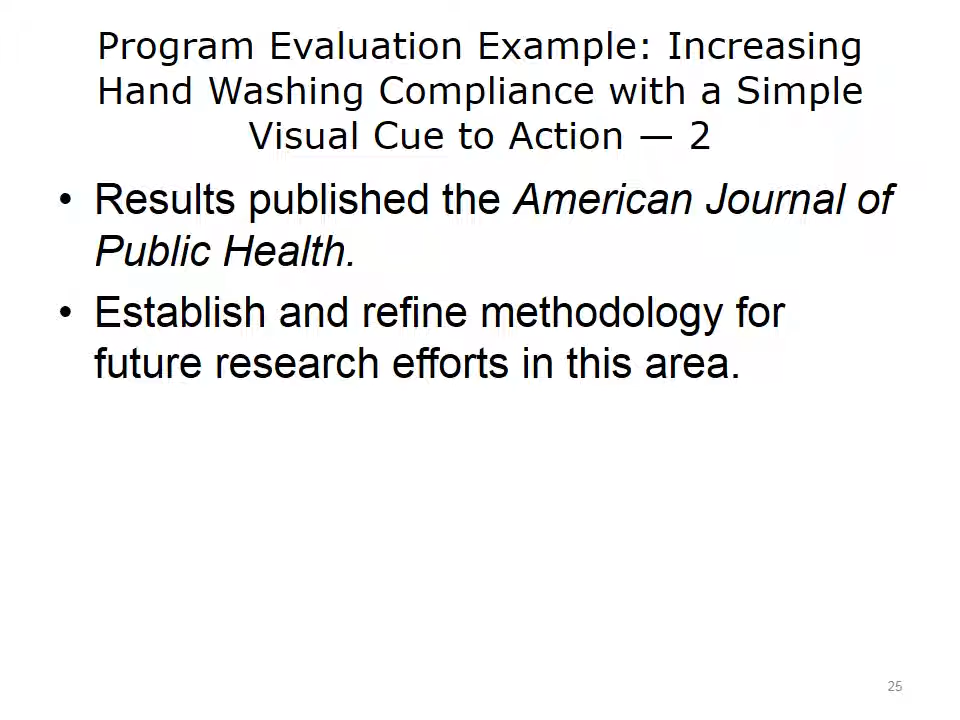 Program Evaluation Example: Increasing
Hand Washing Compliance with a Simple
Visual Cue to Action — 2
• Results published the American Journal of
Public Health.
• Establish and refine methodology for
future research efforts in this area.
25